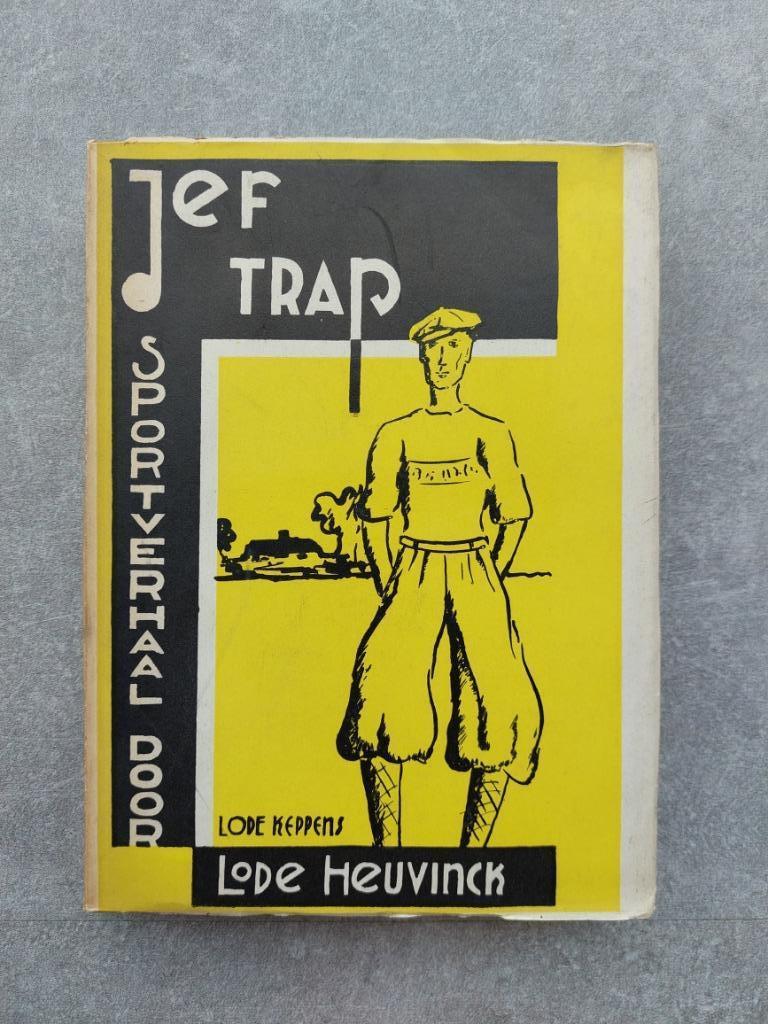 Jef
TRAP
SPORTVERHAAL DOOR
LODE KEPPENS
LODE HEUVINCK